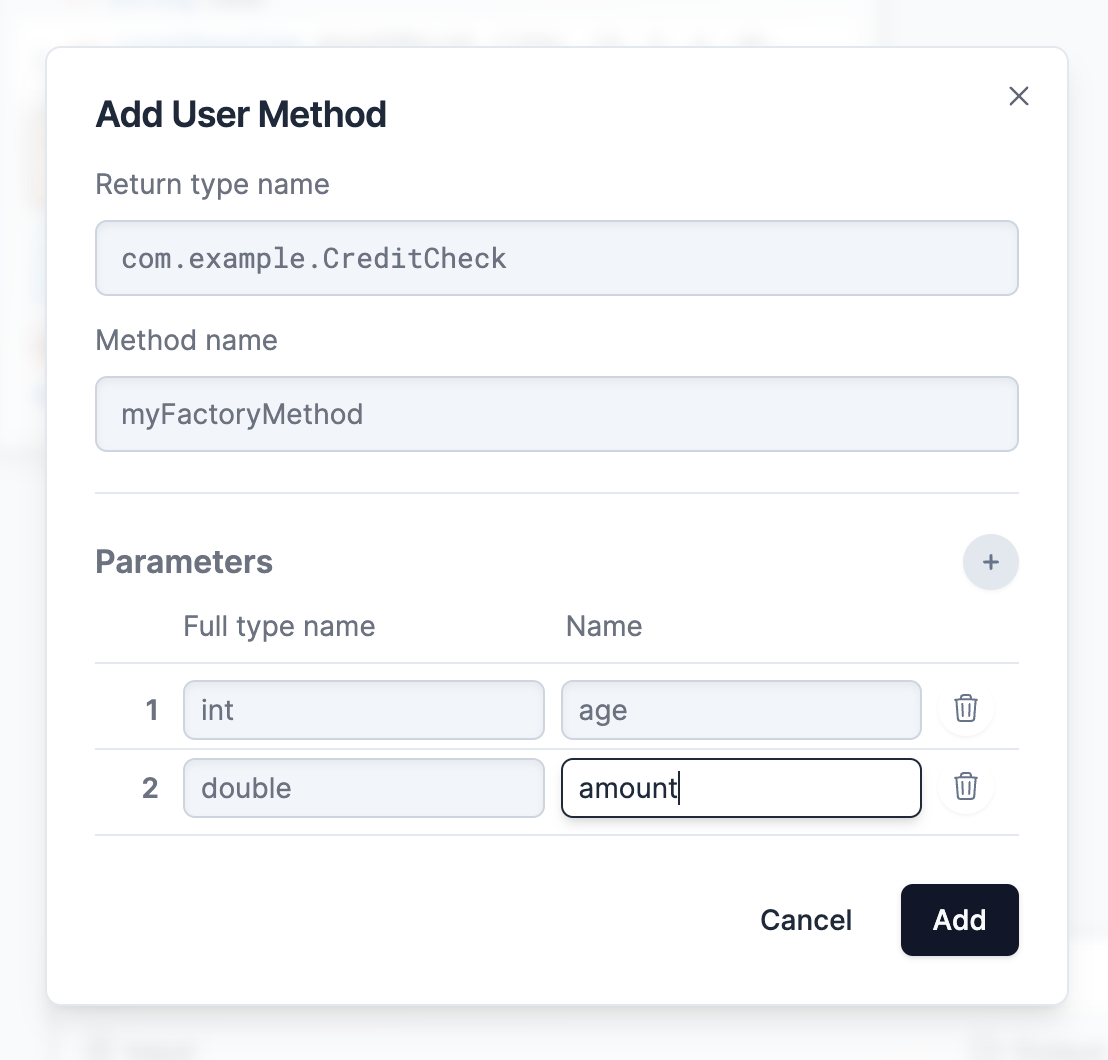 Add User Method
Return type name
com.example.CreditCheck
Method name
myFactoryMethod
Parameters
+
Full type name Name
1 int age
2 double amount
Cancel Add